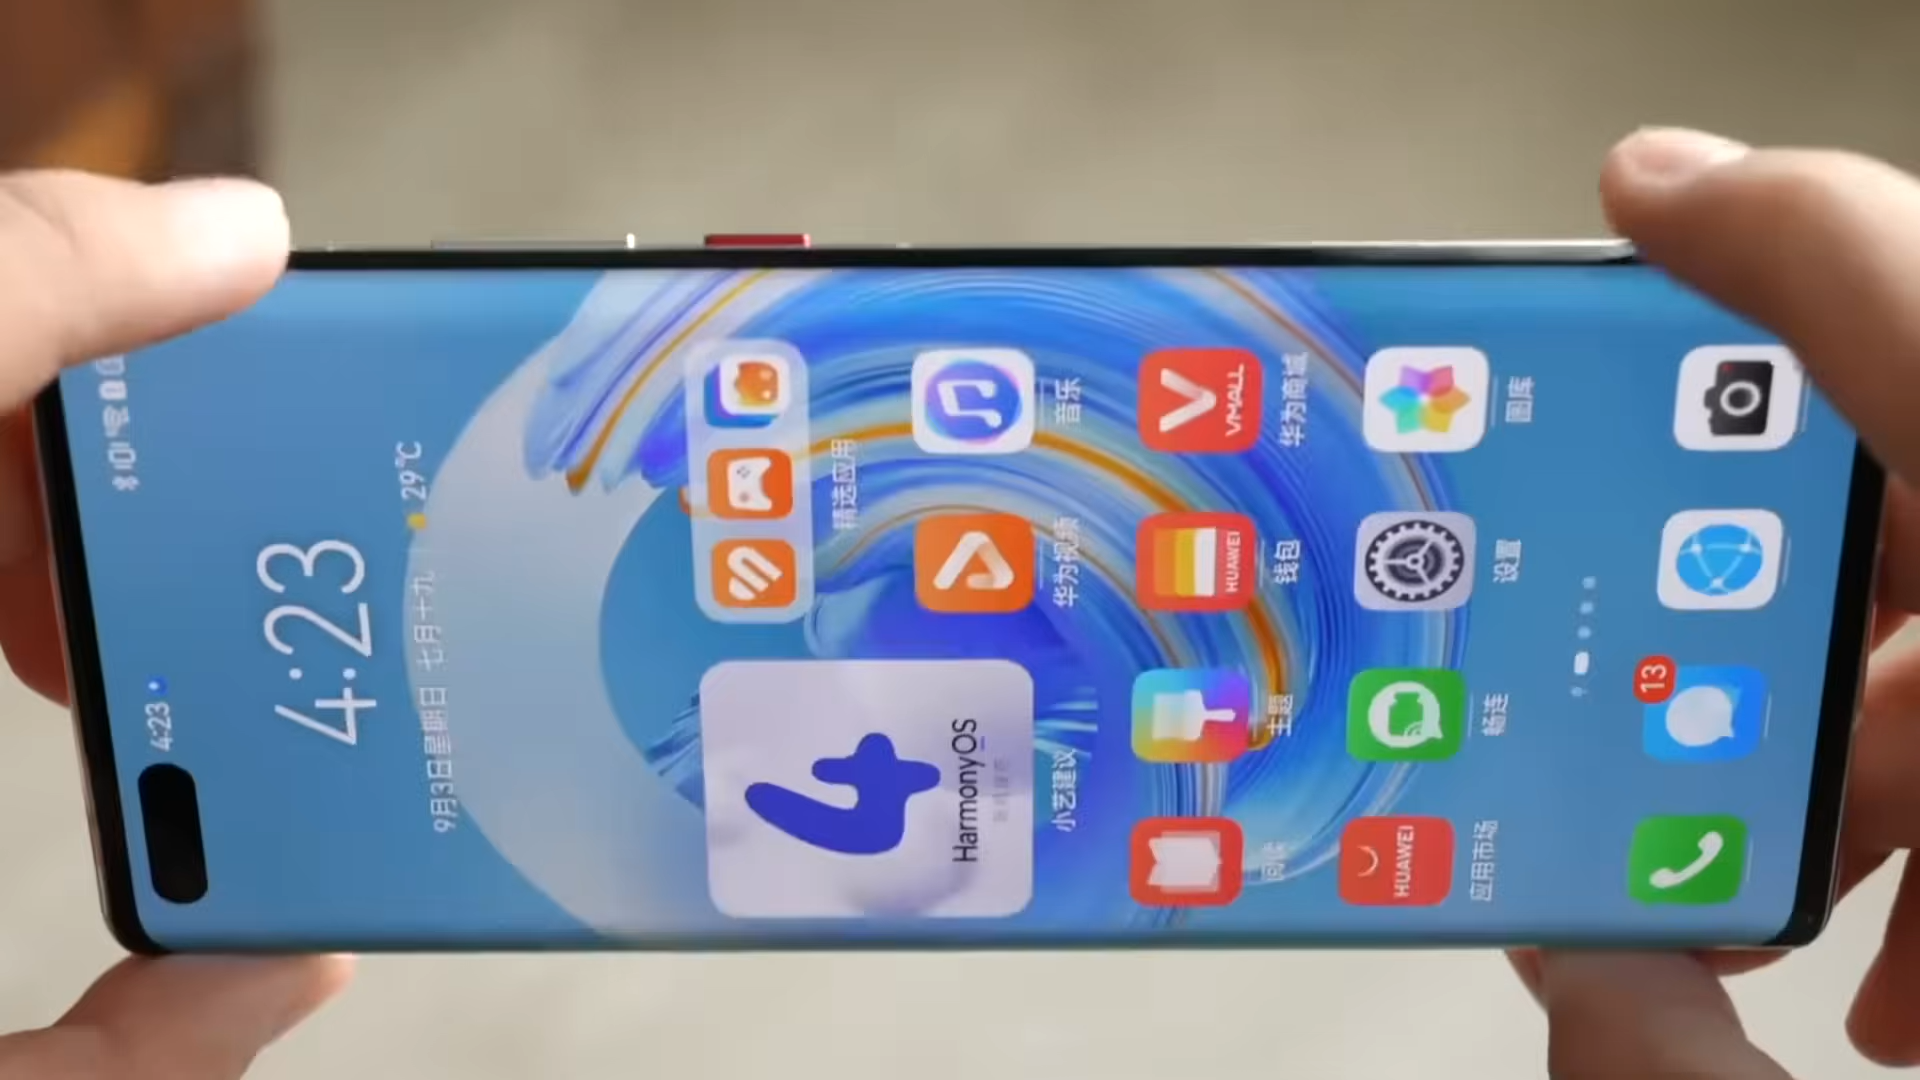 4:23
4:23
29℃
9月3日星期日 七月十九
HarmonyOS
小艺建议
精选应用
华为视频
音乐
HUAWEI
VMALL
阅读
主题
钱包
华为商城
HUAWEI
应用市场
畅连
设置
图库
13